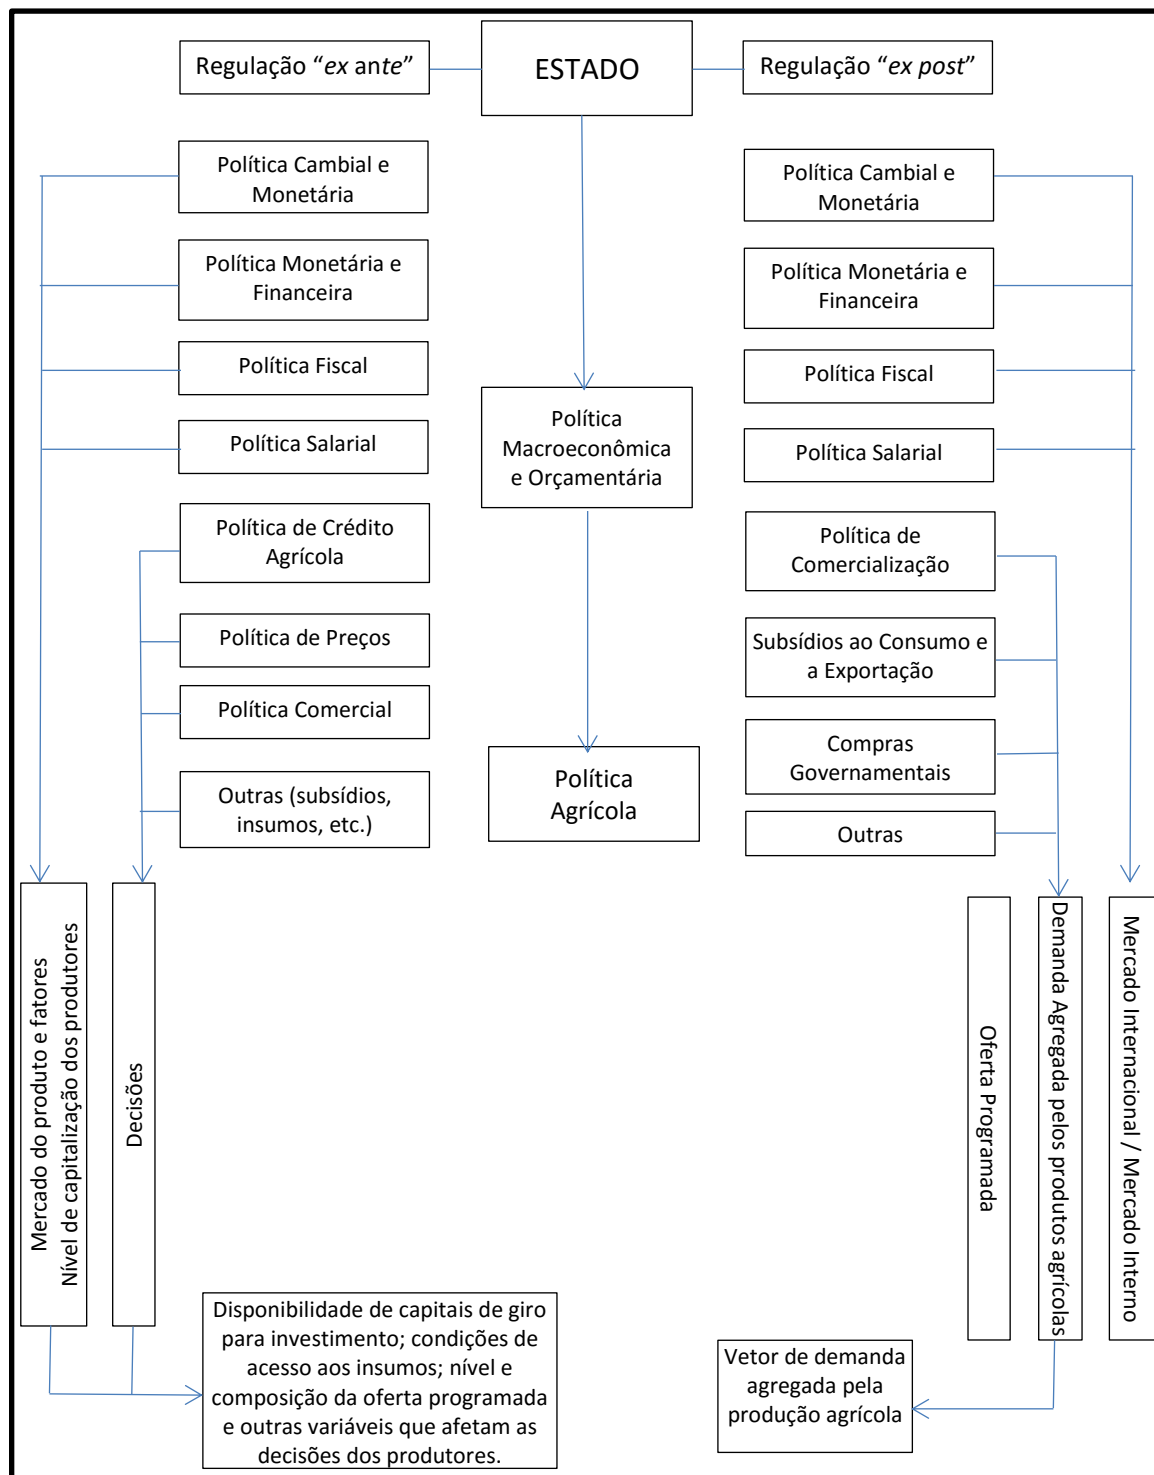 Regulação “ex ante”
ESTADO
Regulação “ex post”
Política Cambial e
Monetária
Política Monetária e
Financeira
Política Fiscal
Política Salarial
Política de Crédito
Agrícola
Política de Preços
Política Comercial
Outras (subsídios,
insumos, etc.)
Política
Macroeconômica
e Orçamentária
Política
Agrícola
Política Cambial e
Monetária
Política Monetária e
Financeira
Política Fiscal
Política Salarial
Política de
Comercialização
Subsídios ao Consumo e
a Exportação
Compras
Governamentais
Outras
Mercado do produto e fatores
Nível de capitalização dos produtores
Decisões
Oferta Programada
Demanda Agregada pelos produtos agrícolas
Mercado Internacional / Mercado Interno
Disponibilidade de capitais de giro
para investimento; condições de
acesso aos insumos; nível e
composição da oferta programada
e outras variáveis que afetam as
decisões dos produtores.
Vetor de demanda
agregada pela
produção agrícola